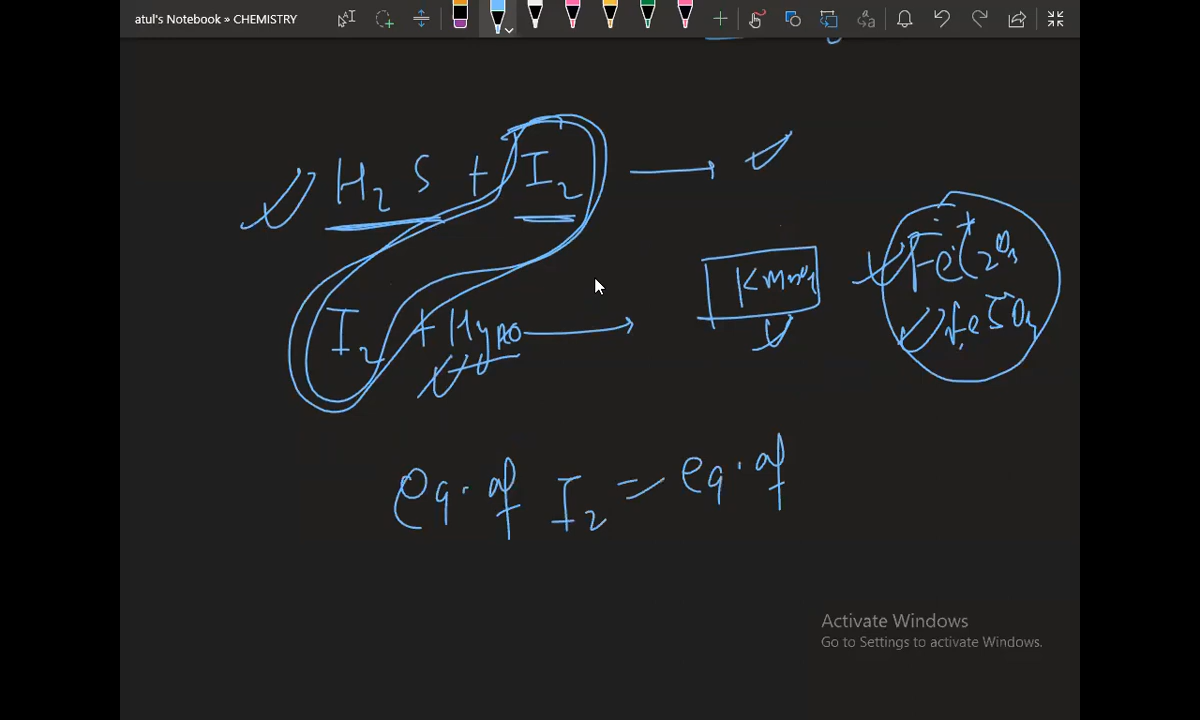 atul's Notebook » CHEMISTRY
H2S + I2 →
I2 + Hypo →
KMnO4
FeC2O4
FeSO4
eq. of I2 = eq. of
Activate Windows
Go to Settings to activate Windows.